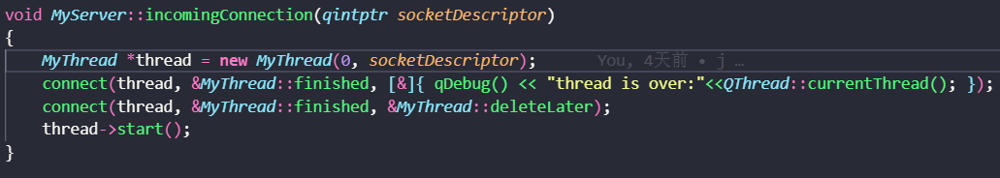 void MyServer::incomingConnection(qintptr socketDescriptor)
{
    MyThread *thread = new MyThread(0, socketDescriptor);    You, 4天前 • j …
    connect(thread, &MyThread::finished, [&]{ qDebug() << "thread is over:"<<QThread::currentThread(); });
    connect(thread, &MyThread::finished, &MyThread::deleteLater);
    thread->start();
}